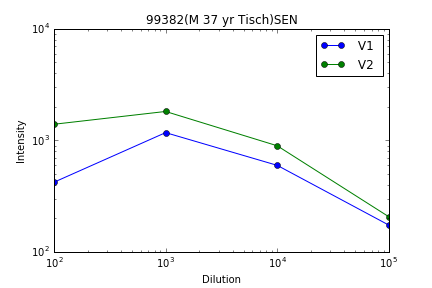 99382(M 37 yr Tisch)SEN
10^4
10^3
10^2
Intensity
V1
V2
10^2 10^3 10^4 10^5
Dilution